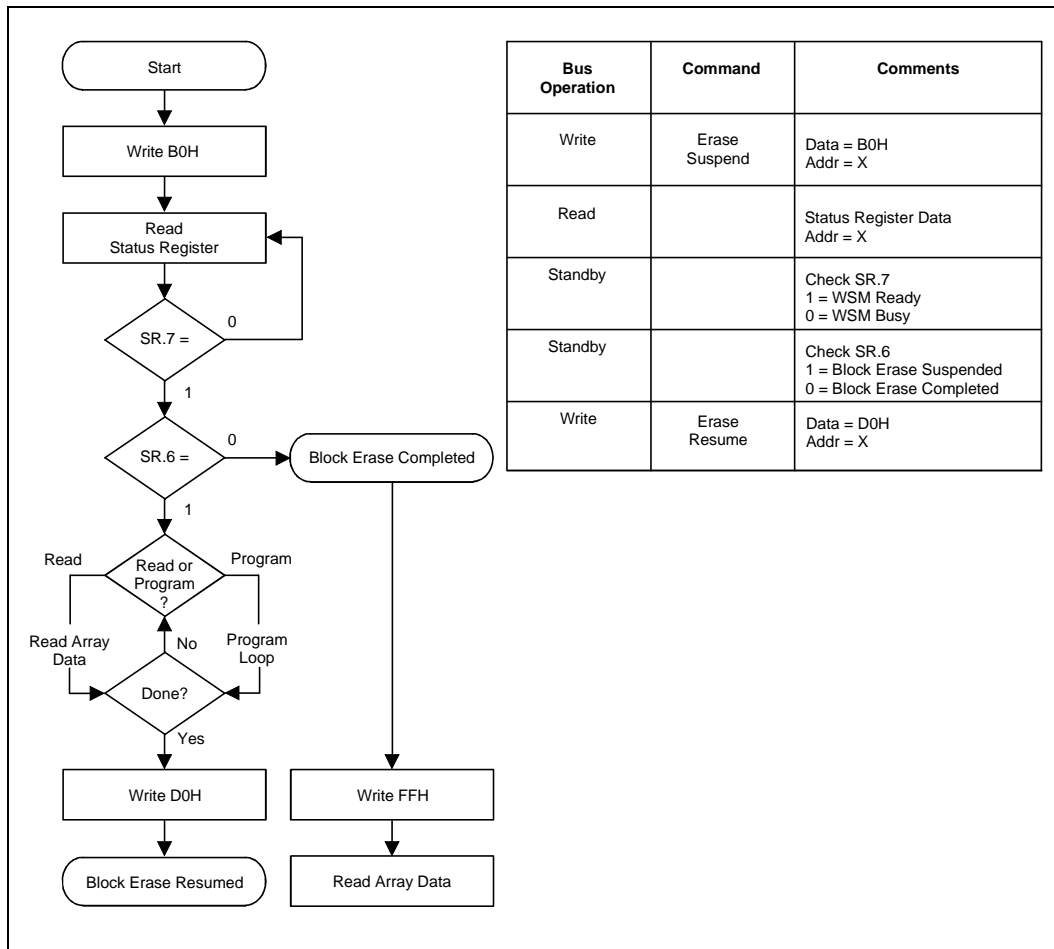 Start
Write B0H
Read
Status Register
SR.7 =
0
1
SR.6 =
0
Block Erase Completed
1
Read
Read or
Program
?
Program
Read Array
Data
No
Program
Loop
Done?
Yes
Write D0H
Write FFH
Block Erase Resumed
Read Array Data
Bus
Operation
Command
Comments
Write
Erase
Suspend
Data = B0H
Addr = X
Read
Status Register Data
Addr = X
Standby
Check SR.7
1 = WSM Ready
0 = WSM Busy
Standby
Check SR.6
1 = Block Erase Suspended
0 = Block Erase Completed
Write
Erase
Resume
Data = D0H
Addr = X